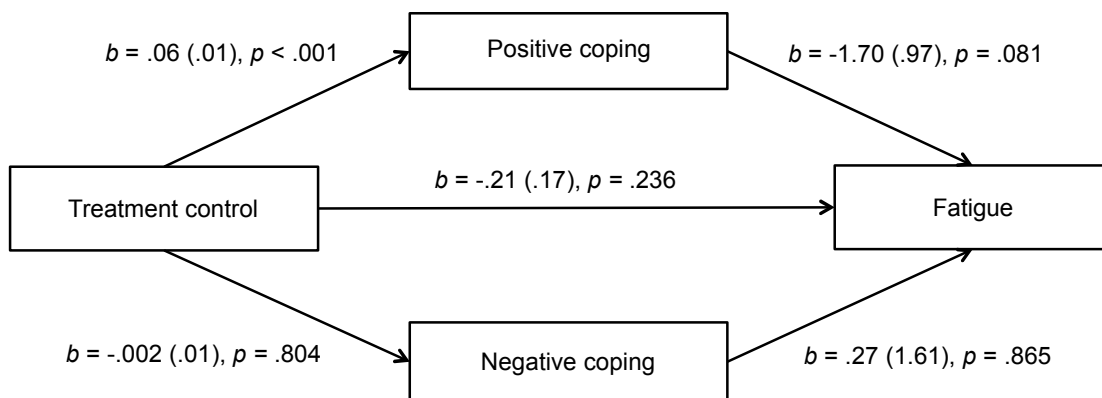 b = .06 (.01), p < .001
Positive coping
b = -1.70 (.97), p = .081
Treatment control
b = -.21 (.17), p = .236
Fatigue
b = -.002 (.01), p = .804
Negative coping
b = .27 (1.61), p = .865